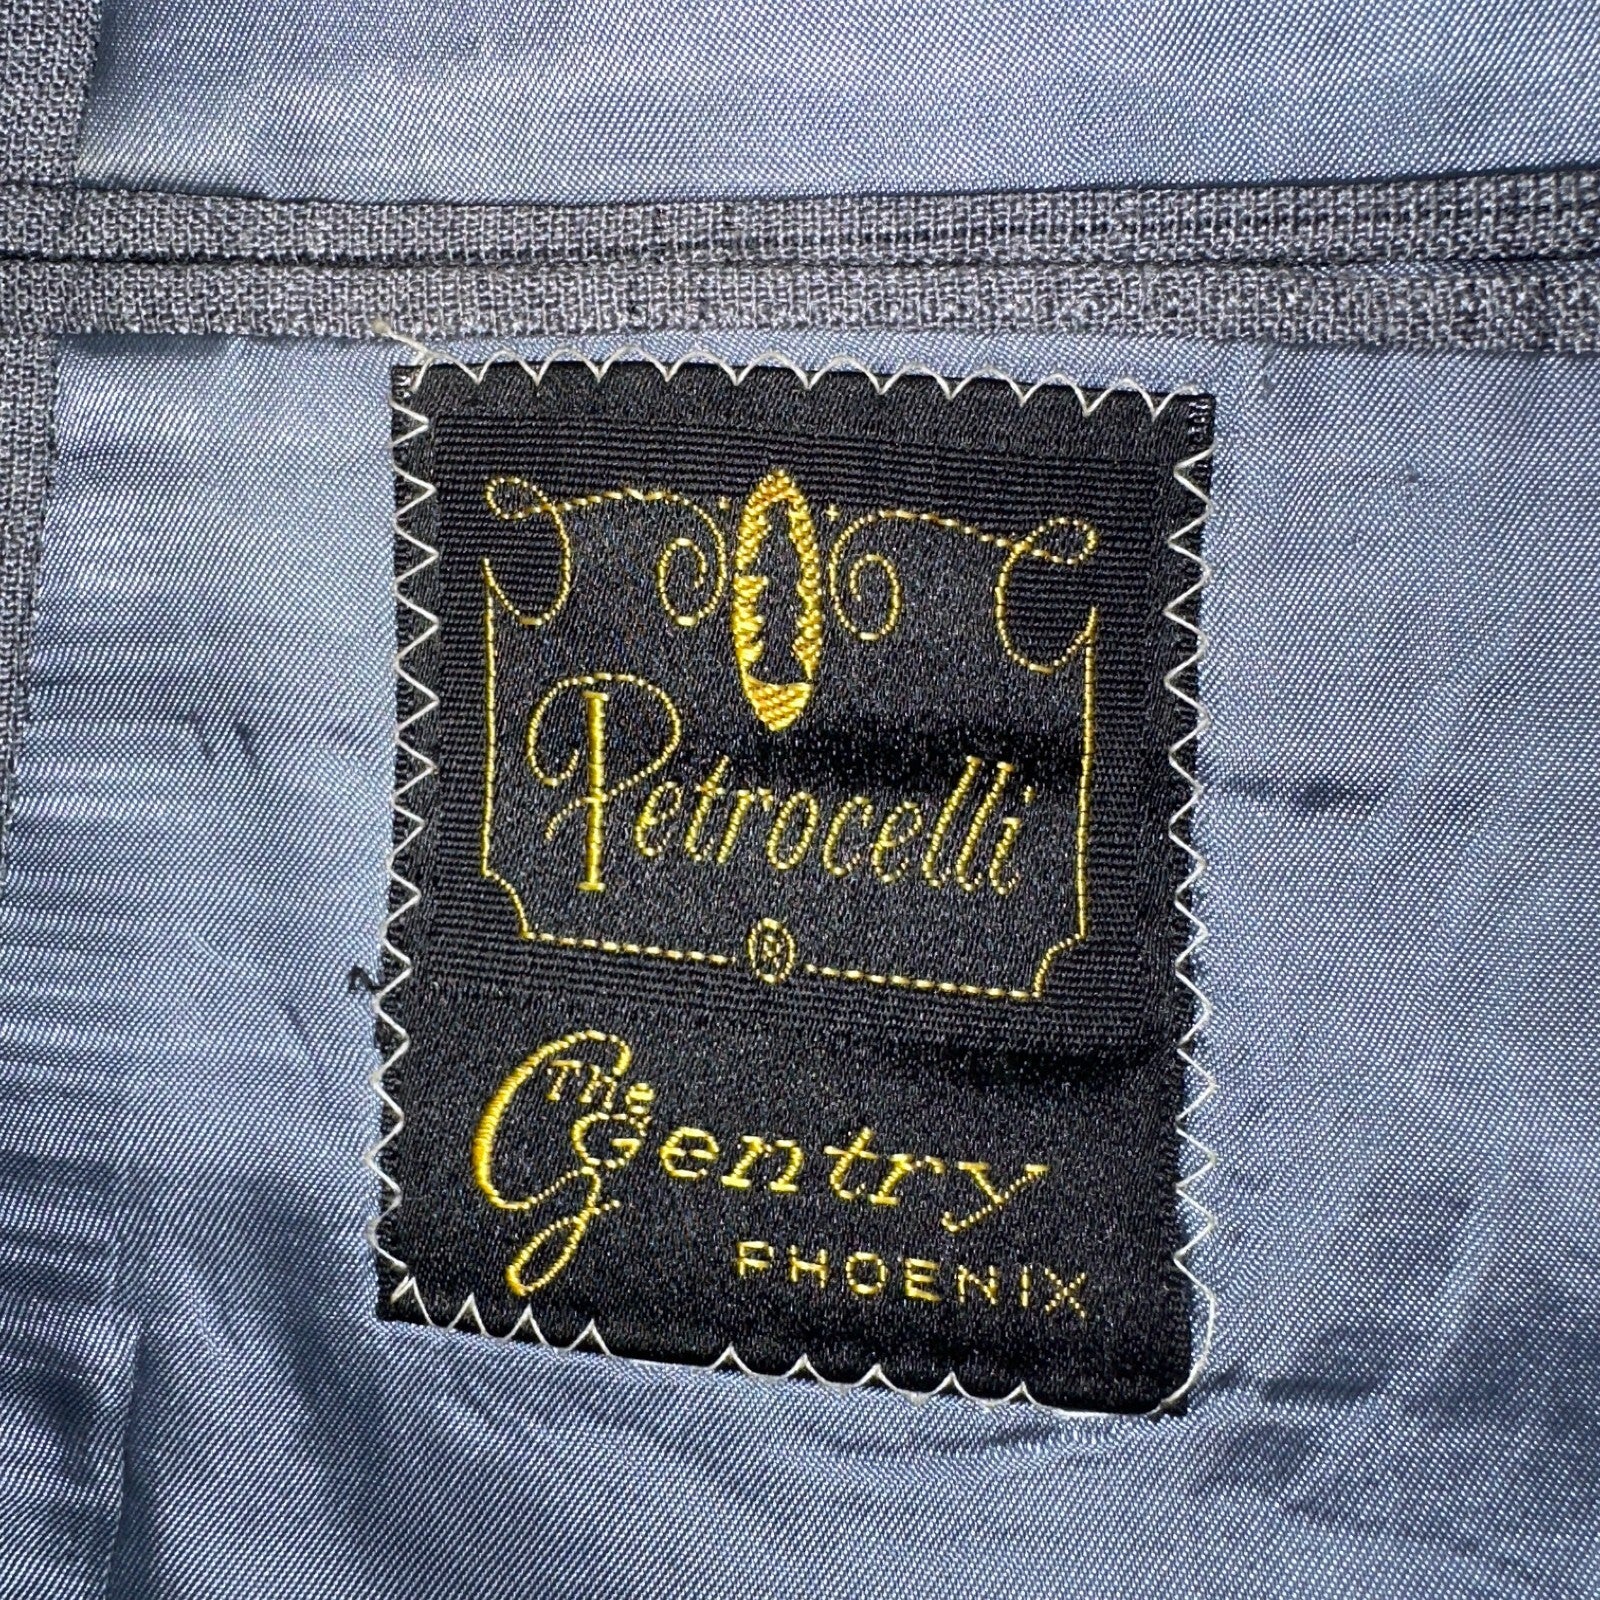 Petrocelli
®
The Gentry
PHOENIX